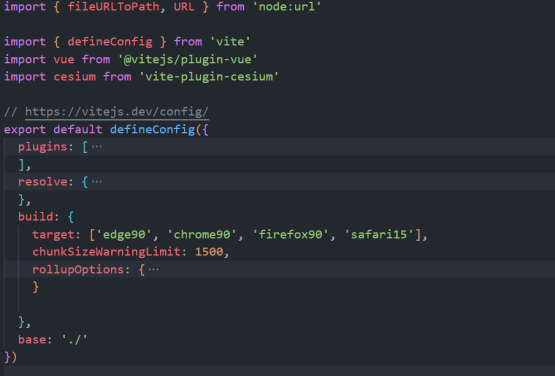 import { fileURLToPath, URL } from 'node:url'
import { defineConfig } from 'vite'
import vue from '@vitejs/plugin-vue'
import cesium from 'vite-plugin-cesium'
// https://vitejs.dev/config/
export default defineConfig({
  plugins: [ ···
  ],
  resolve: { ···
  },
  build: {
    target: ['edge90', 'chrome90', 'firefox90', 'safari15'],
    chunkSizeWarningLimit: 1500,
    rollupOptions: { ···
    }
  },
  base: './'
})